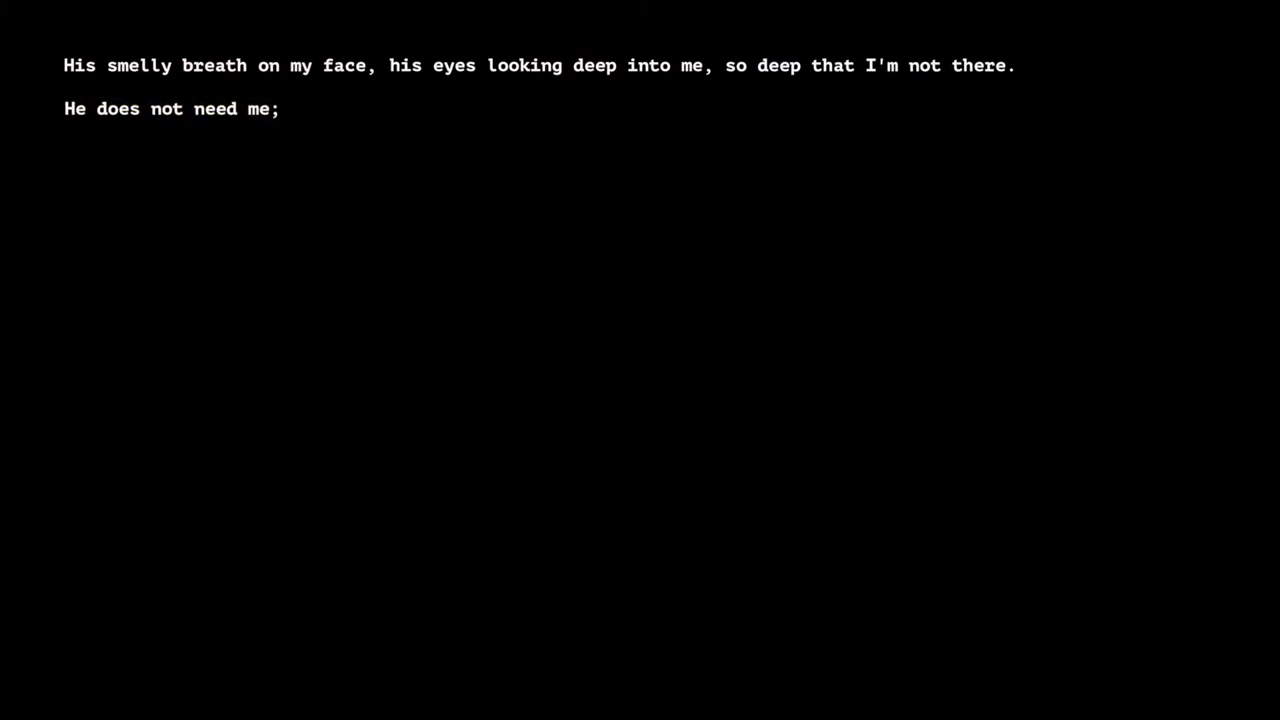 His smelly breath on my face, his eyes looking deep into me, so deep that I'm not there.
He does not need me;